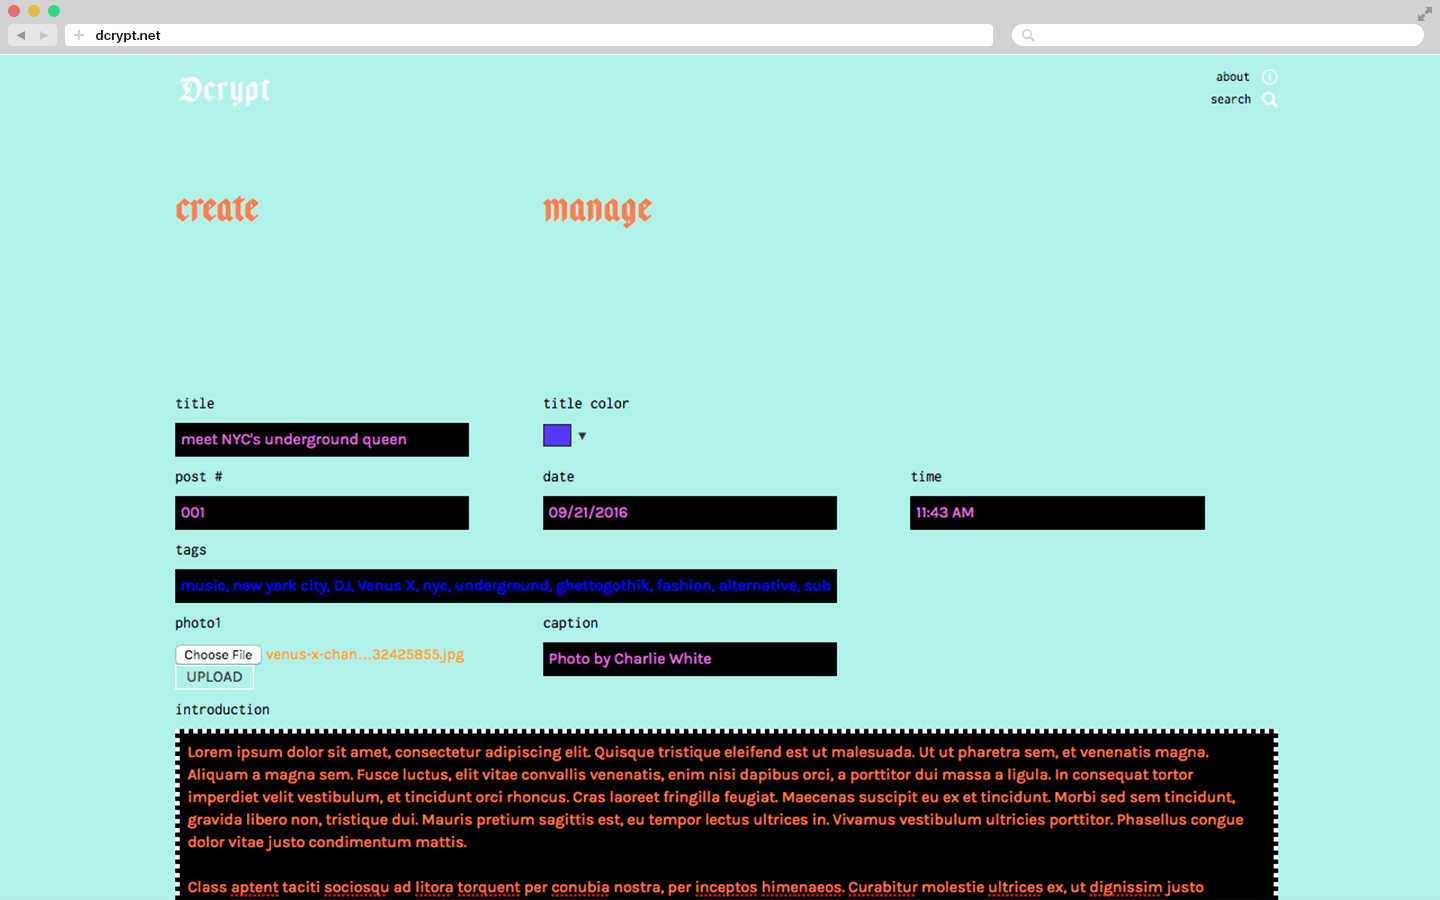 dcrypt.net
Dcrypt
about
search
create
manage
title
title color
meet NYC's underground queen
post #
date
time
001
09/21/2016
11:43 AM
tags
music, new york city, DJ, Venus X, nyc, underground, ghettogothik, fashion, alternative, sub
photo1
caption
Choose File venus-x-chan...32425855.jpg
Photo by Charlie White
UPLOAD
introduction
Lorem ipsum dolor sit amet, consectetur adipiscing elit. Quisque tristique eleifend est ut malesuada. Ut ut pharetra sem, et venenatis magna.
Aliquam a magna sem. Fusce luctus, elit vitae convallis venenatis, enim nisi dapibus orci, a porttitor dui massa a ligula. In consequat tortor
imperdiet velit vestibulum, et tincidunt orci rhoncus. Cras laoreet fringilla feugiat. Maecenas suscipit eu ex et tincidunt. Morbi sed sem tincidunt,
gravida libero non, tristique dui. Mauris pretium sagittis est, eu tempor lectus ultrices in. Vivamus vestibulum ultricies porttitor. Phasellus congue
dolor vitae justo condimentum mattis.
Class aptent taciti sociosqu ad litora torquent per conubia nostra, per inceptos himenaeos. Curabitur molestie ultrices ex, ut dignissim justo